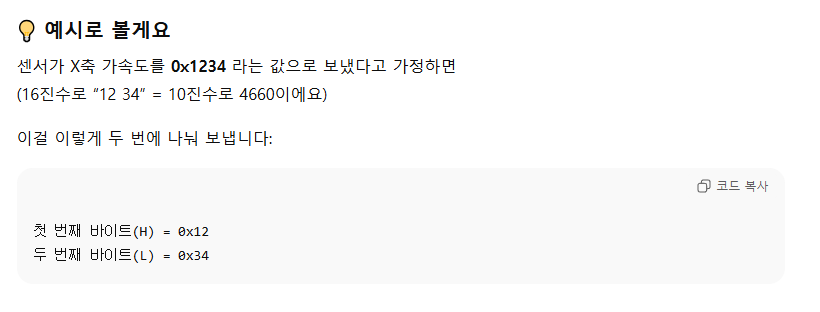 💡 예시로 볼게요
센서가 X축 가속도를 0x1234 라는 값으로 보냈다고 가정하면
(16진수로 “12 34” = 10진수로 4660이에요)
이걸 이렇게 두 번에 나눠 보냅니다:
코드 복사
첫 번째 바이트(H) = 0x12
두 번째 바이트(L) = 0x34